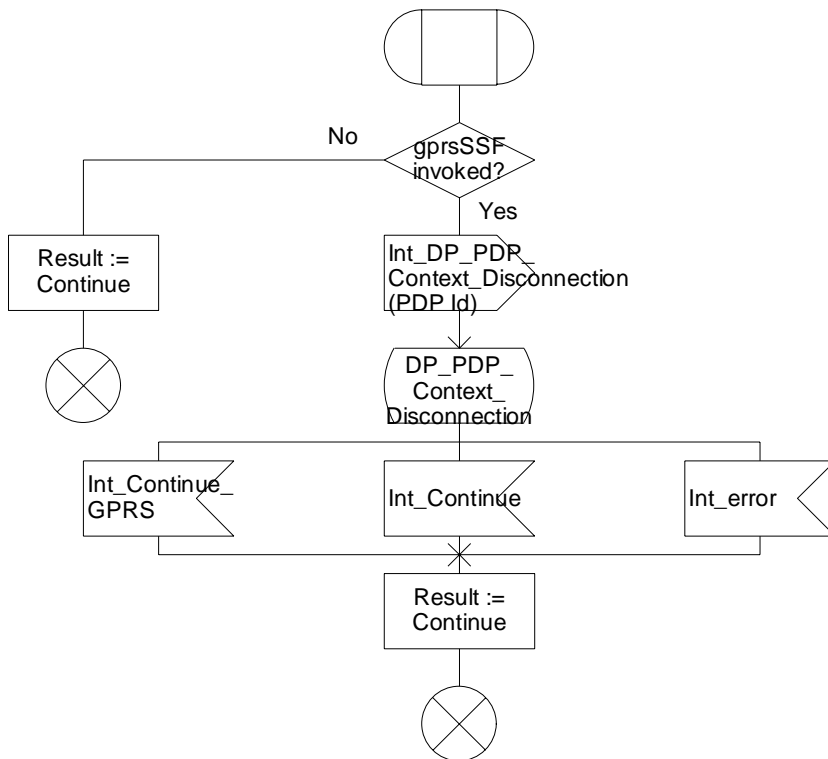 gprsSSF
invoked?
No
Yes
Result :=
Continue
Int_DP_PDP_
Context_Disconnection
(PDP Id)
DP_PDP_
Context_
Disconnection
Int_Continue_
GPRS
Int_Continue
Int_error
Result :=
Continue